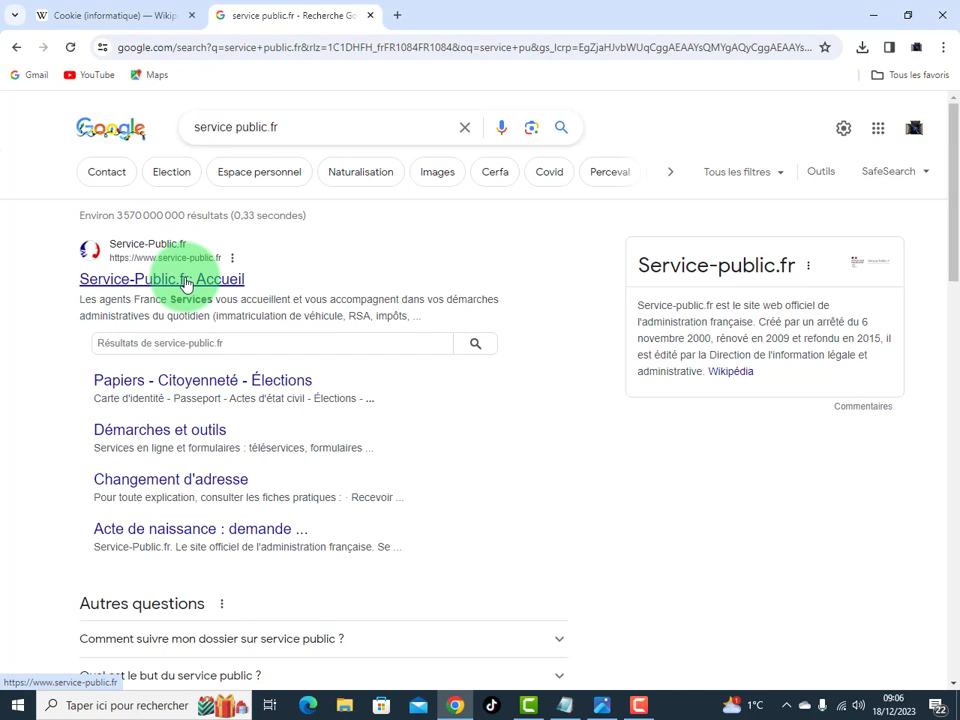 Cookie (informatique) — Wikip
service public.fr - Recherche Go
google.com/search?q=service+public.fr&rlz=1C1DHFH_frFR1084FR1084&oq=service+pu&gs_lcrp=EgZjaHJvbWUqCggAEAAYsQMYgAQyCggAEAAYs...
Gmail
YouTube
Maps
Tous les favoris
Google
service public.fr
Contact
Election
Espace personnel
Naturalisation
Images
Cerfa
Covid
Perceval
Tous les filtres
Outils
SafeSearch
Environ 3 570 000 000 résultats (0,33 secondes)
Service-Public.fr
https://www.service-public.fr
Service-Public.fr: Accueil
Les agents France Services vous accueillent et vous accompagnent dans vos démarches
administratives du quotidien (immatriculation de véhicule, RSA, impôts, ...
Résultats de service-public.fr
Papiers - Citoyenneté - Élections
Carte d'identité - Passeport - Actes d'état civil - Élections - ...
Démarches et outils
Services en ligne et formulaires : téléservices, formulaires ...
Changement d'adresse
Pour toute explication, consulter les fiches pratiques : · Recevoir ...
Acte de naissance : demande ...
Service-Public.fr. Le site officiel de l'administration française. Se ...
Service-public.fr
Service-public.fr est le site web officiel de
l'administration française. Créé par un arrêté du 6
novembre 2000, rénové en 2009 et refondu en 2015, il
est édité par la Direction de l'information légale et
administrative. Wikipédia
Commentaires
Autres questions
Comment suivre mon dossier sur service public ?
Quel est le but du service public ?
https://www.service-public.fr
Taper ici pour rechercher
1°C
09:06
18/12/2023
22